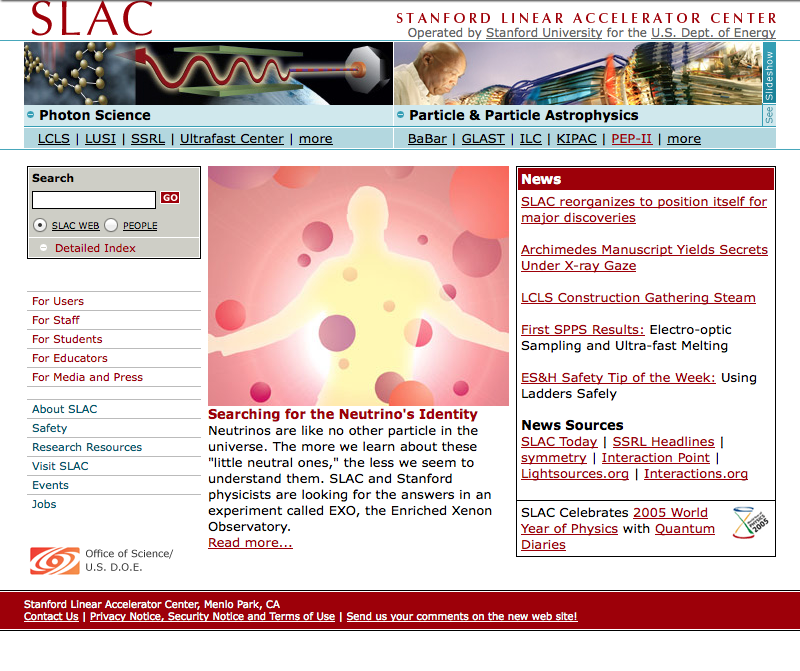 SLAC
STANFORD LINEAR ACCELERATOR CENTER
Operated by Stanford University for the U.S. Dept. of Energy
See Slideshow
Photon Science
LCLS | LUSI | SSRL | Ultrafast Center | more
Particle & Particle Astrophysics
BaBar | GLAST | ILC | KIPAC | PEP-II | more
Search
GO
SLAC WEB PEOPLE
Detailed Index
For Users
For Staff
For Students
For Educators
For Media and Press
About SLAC
Safety
Research Resources
Visit SLAC
Events
Jobs
Office of Science/
U.S. D.O.E.
Searching for the Neutrino's Identity
Neutrinos are like no other particle in the
universe. The more we learn about these
"little neutral ones," the less we seem to
understand them. SLAC and Stanford
physicists are looking for the answers in an
experiment called EXO, the Enriched Xenon
Observatory.
Read more...
News
SLAC reorganizes to position itself for
major discoveries
Archimedes Manuscript Yields Secrets
Under X-ray Gaze
LCLS Construction Gathering Steam
First SPPS Results: Electro-optic
Sampling and Ultra-fast Melting
ES&H Safety Tip of the Week: Using
Ladders Safely
News Sources
SLAC Today | SSRL Headlines |
symmetry | Interaction Point |
Lightsources.org | Interactions.org
SLAC Celebrates 2005 World
Year of Physics with Quantum
Diaries
2005
Stanford Linear Accelerator Center, Menlo Park, CA
Contact Us | Privacy Notice, Security Notice and Terms of Use | Send us your comments on the new web site!